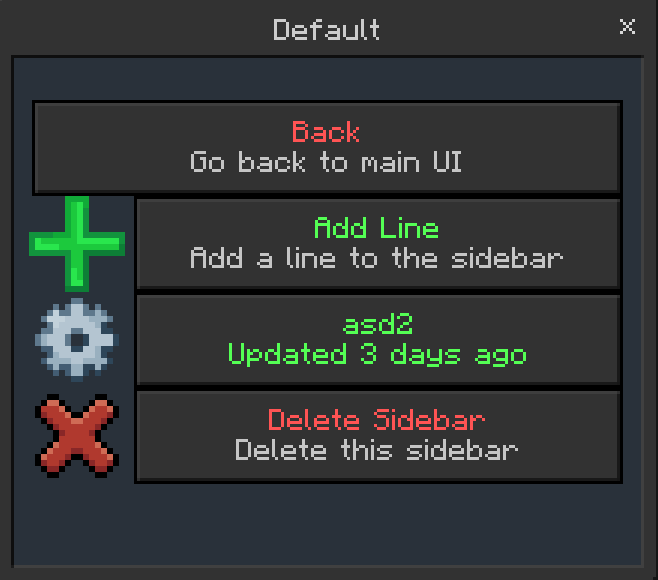 Default
Back
Go back to main UI
Add Line
Add a line to the sidebar
asd2
Updated 3 days ago
Delete Sidebar
Delete this sidebar